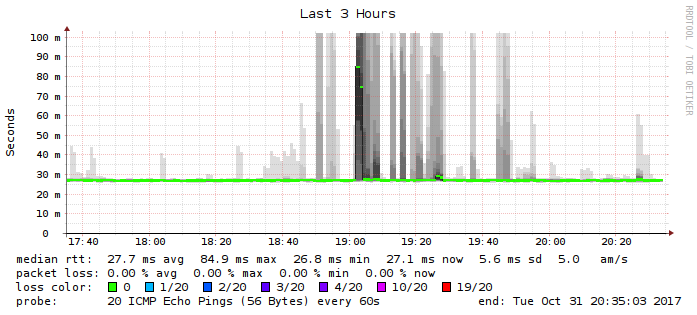 Last 3 Hours
RRDTOOL / TOBI OETIKER
Seconds
100 m
90 m
80 m
70 m
60 m
50 m
40 m
30 m
20 m
10 m
0
17:40 18:00 18:20 18:40 19:00 19:20 19:40 20:00 20:20
median rtt: 27.7 ms avg 84.9 ms max 26.8 ms min 27.1 ms now 5.6 ms sd 5.0 am/s
packet loss: 0.00 % avg 0.00 % max 0.00 % min 0.00 % now
loss color: 0 1/20 2/20 3/20 4/20 10/20 19/20
probe: 20 ICMP Echo Pings (56 Bytes) every 60s end: Tue Oct 31 20:35:03 2017